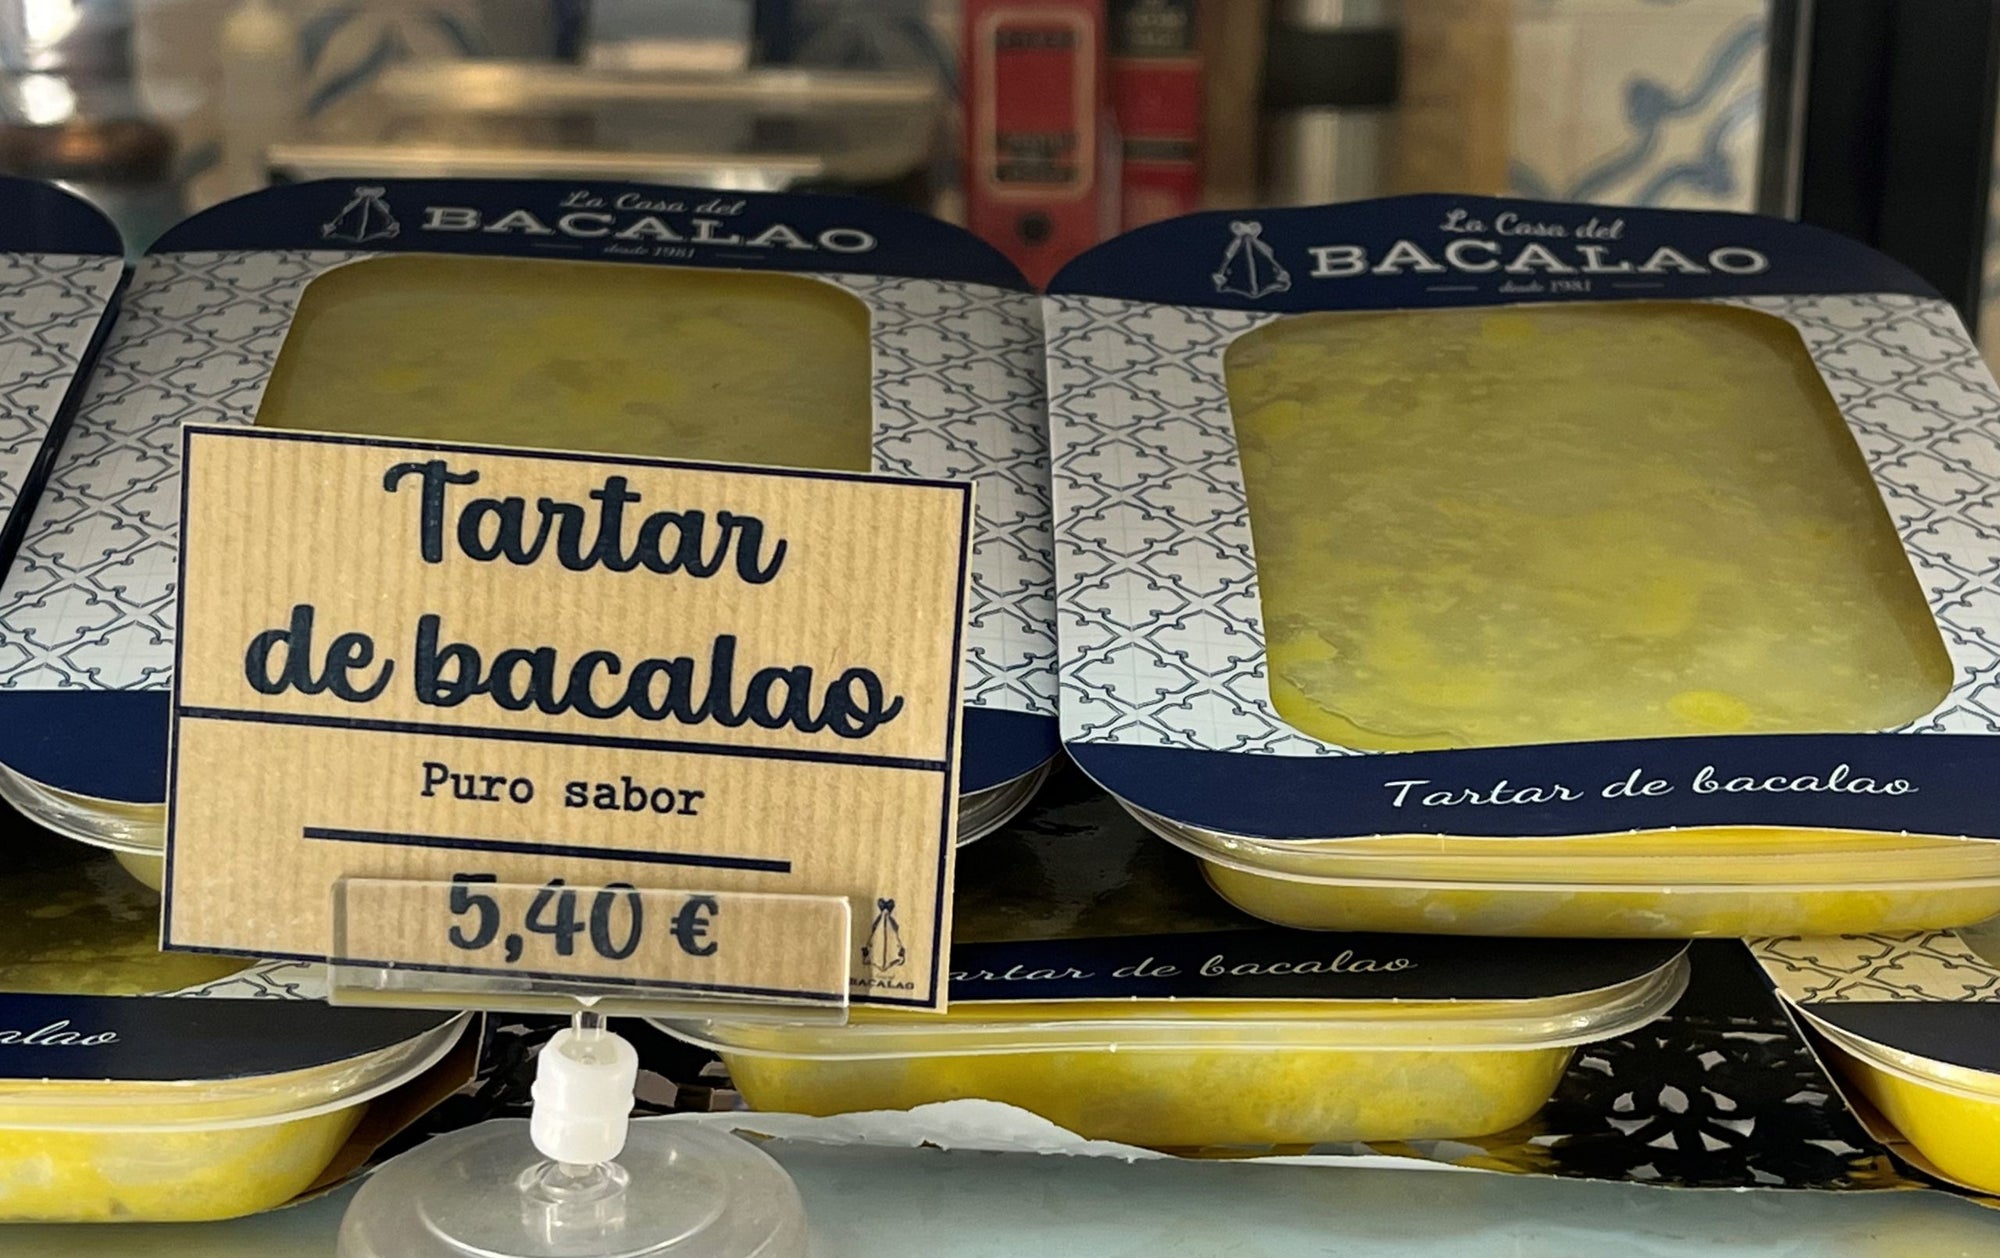 La Casa del
BACALAO
desde 1981
La Casa del
BACALAO
desde 1981
Tartar
de bacalao
Puro sabor
5,40 €
BACALAO
Tartar de bacalao
artar de bacalao
alao